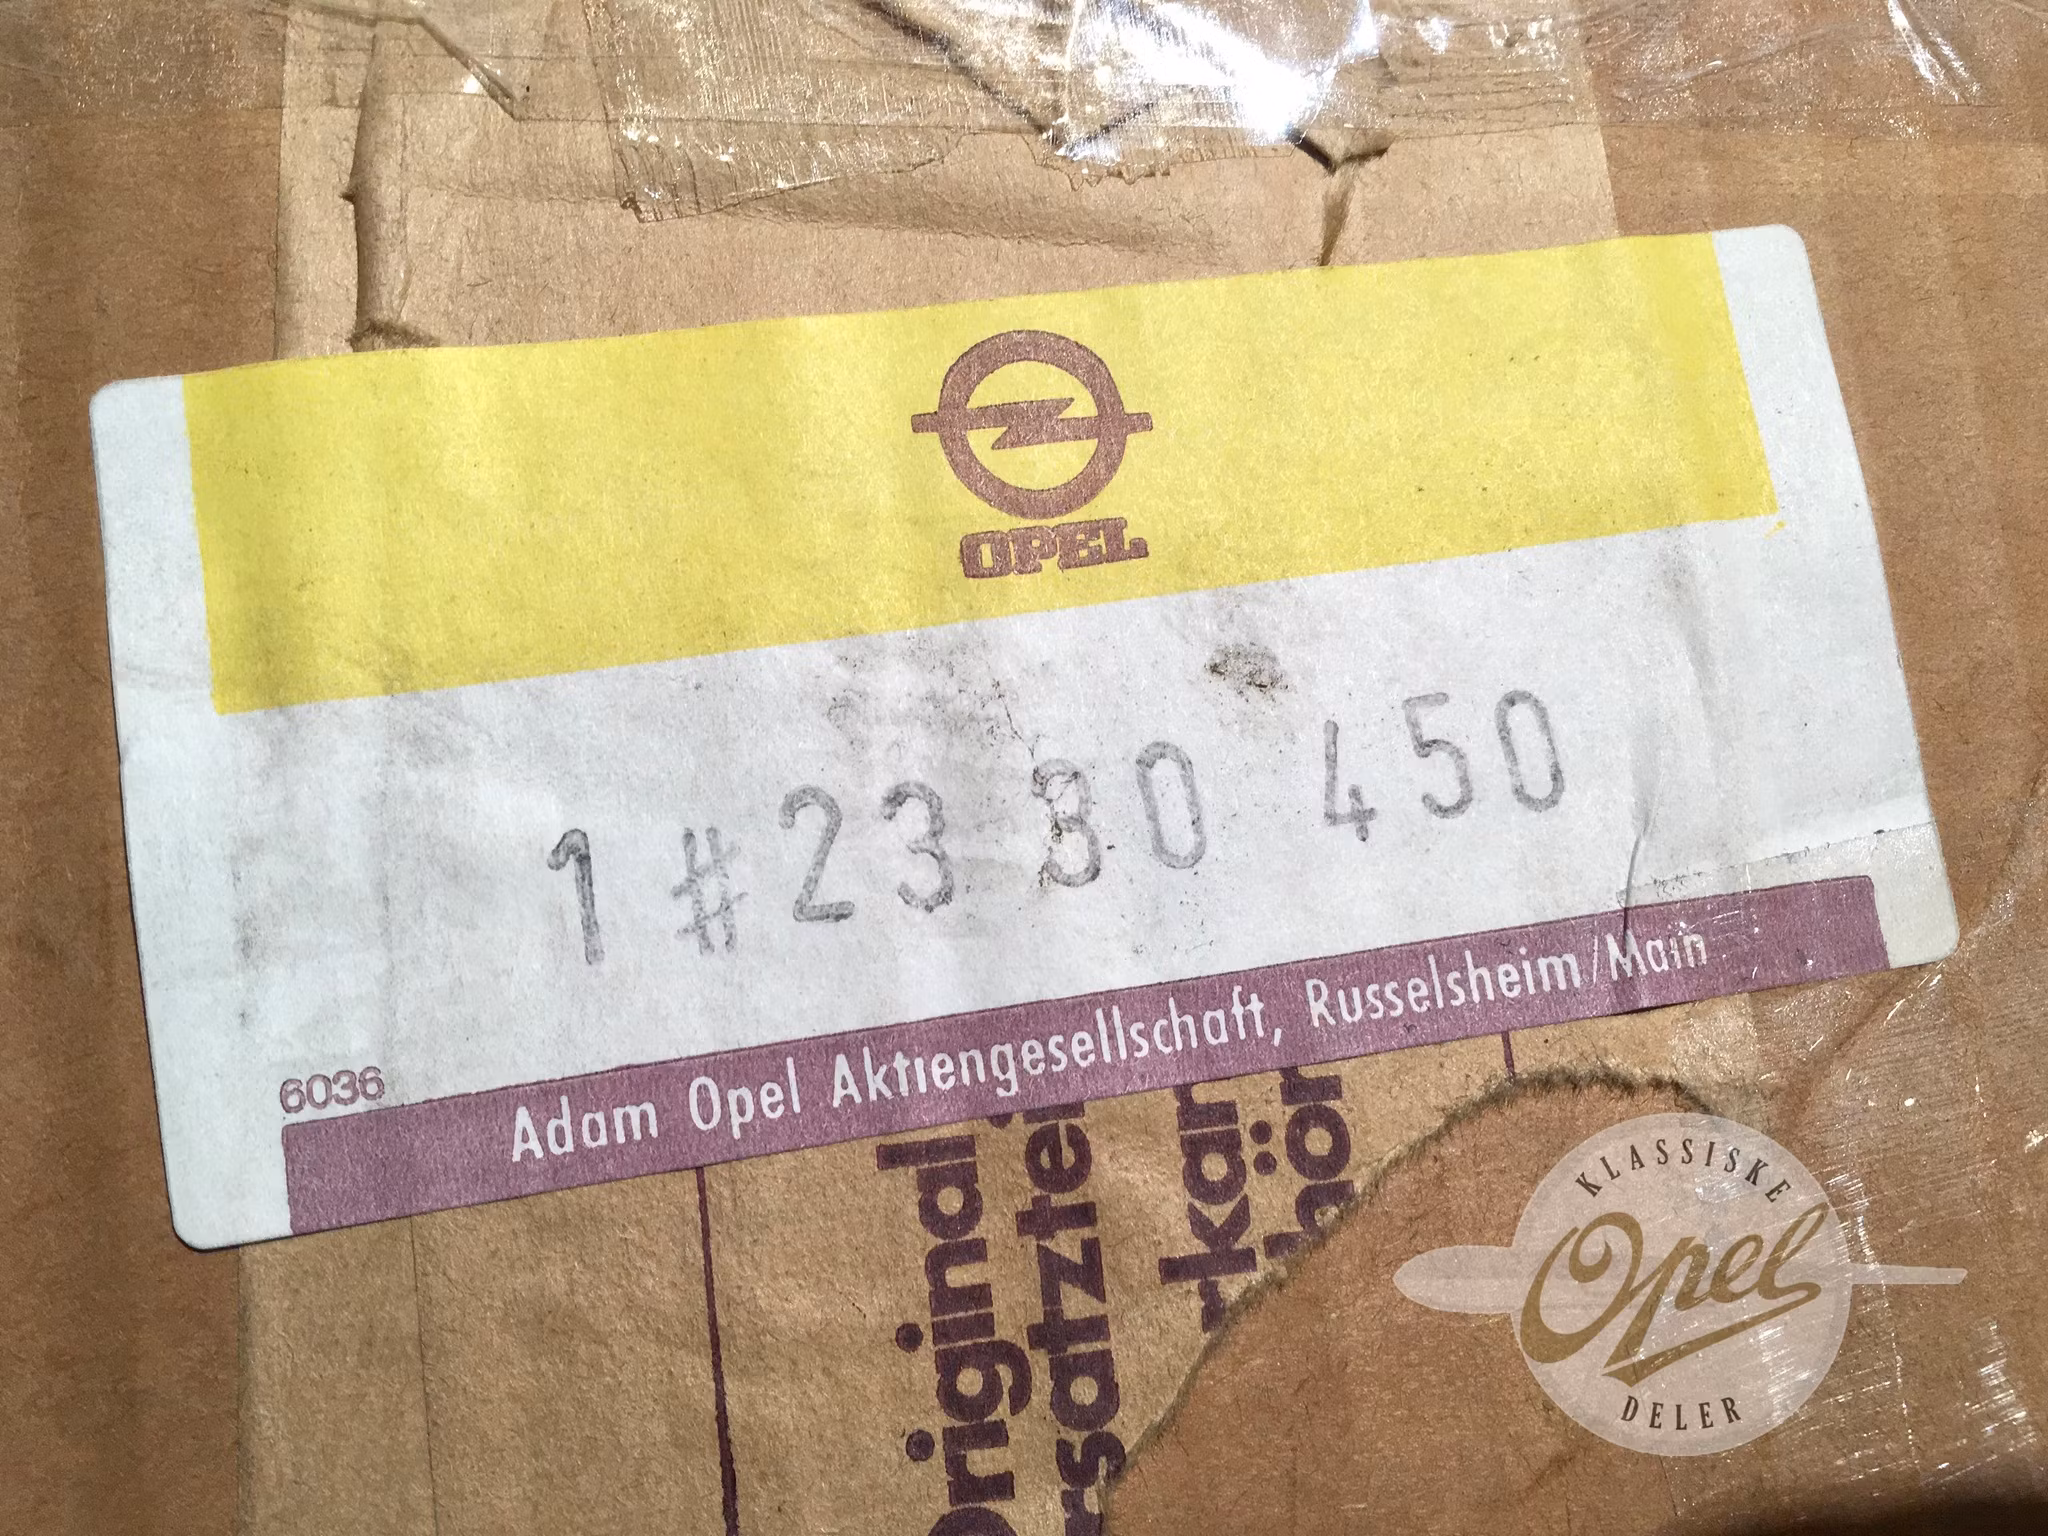 OPEL
1 # 23 30 450
6036
Adam Opel Aktiengesellschaft, Russelsheim/Main
Original
KLASSISKE
Opel
DELER